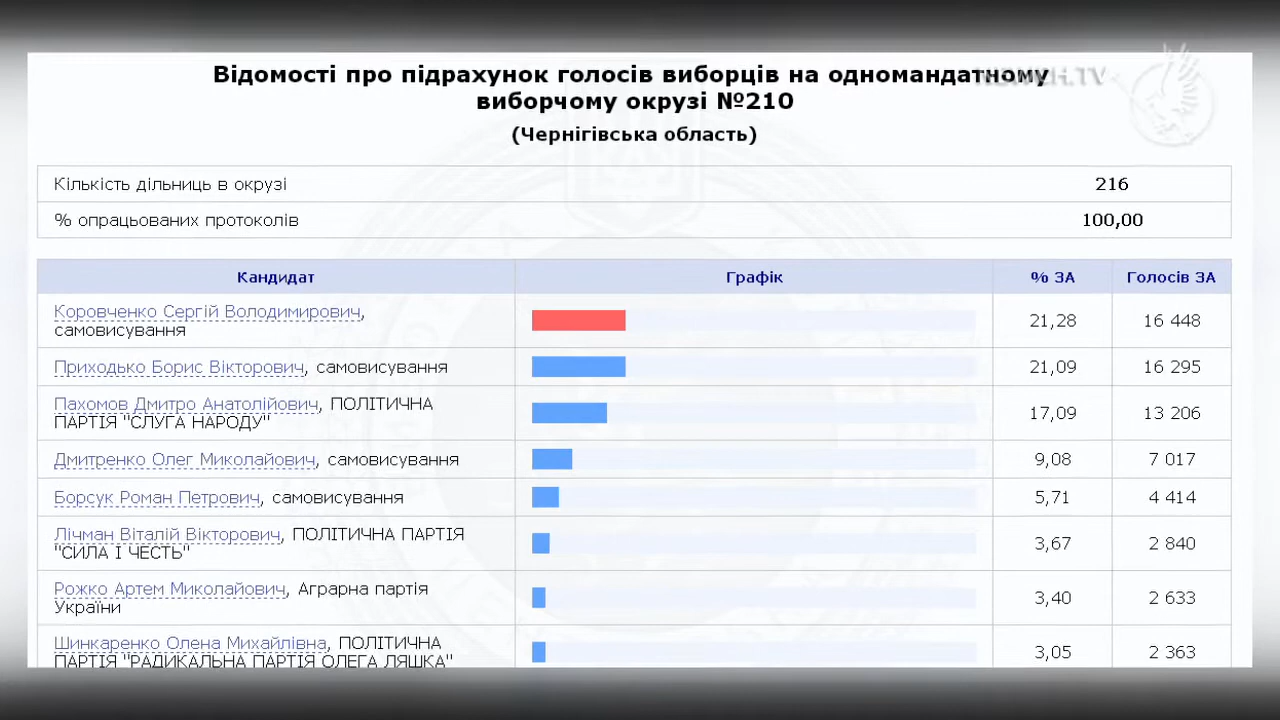 Відомості про підрахунок голосів виборців на одномандатному
виборчому окрузі №210
(Чернігівська область)
Кількість дільниць в окрузі 216
% опрацьованих протоколів 100,00
Кандидат Графік % ЗА Голосів ЗА
Коровченко Сергій Володимирович,
самовисування 21,28 16 448
Приходько Борис Вікторович, самовисування 21,09 16 295
Пахомов Дмитро Анатолійович, ПОЛІТИЧНА
ПАРТІЯ "СЛУГА НАРОДУ" 17,09 13 206
Дмитренко Олег Миколайович, самовисування 9,08 7 017
Борсук Роман Петрович, самовисування 5,71 4 414
Лічман Віталій Вікторович, ПОЛІТИЧНА ПАРТІЯ
"СИЛА І ЧЕСТЬ" 3,67 2 840
Рожко Артем Миколайович, Аграрна партія
України 3,40 2 633
Шинкаренко Олена Михайлівна, ПОЛІТИЧНА
ПАРТІЯ "РАДИКАЛЬНА ПАРТІЯ ОЛЕГА ЛЯШКА" 3,05 2 363